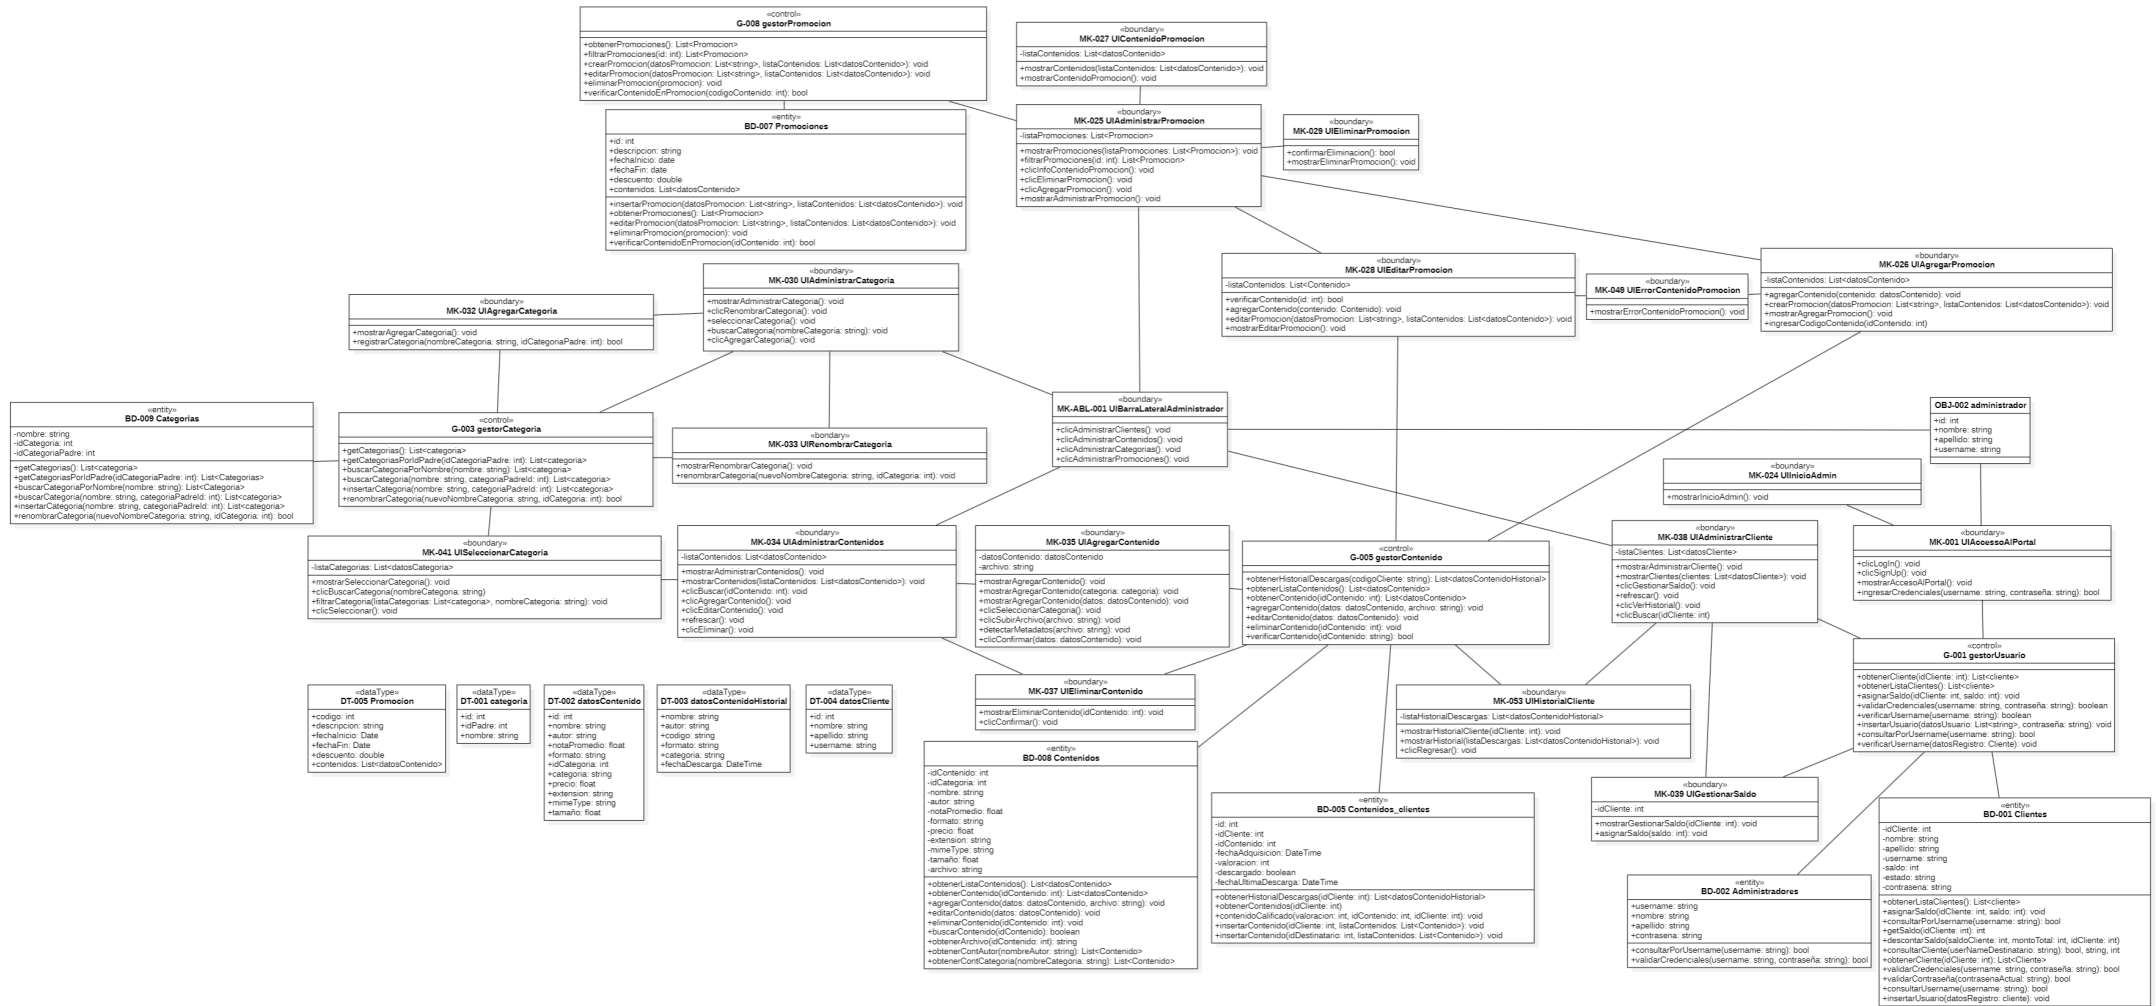 «control»
G-008 gestorPromocion
+obtenerPromociones(): List<Promocion>
+filtrarPromociones(id: int): List<Promocion>
+crearPromocion(datosPromocion: List<string>, listaContenidos: List<datosContenido>): void
+editarPromocion(datosPromocion: List<string>, listaContenidos: List<datosContenido>): void
+eliminarPromocion(promocion): void
+verificarContenidoEnPromocion(codigoContenido: int): bool
«boundary»
MK-027 UIContenidoPromocion
-listaContenidos: List<datosContenido>
+mostrarContenidos(listaContenidos: List<datosContenido>): void
+mostrarContenidoPromocion(): void
«entity»
BD-007 Promociones
+id: int
+descripcion: string
+fechaInicio: date
+fechaFin: date
+descuento: double
+contenidos: List<datosContenido>
+insertarPromocion(datosPromocion: List<string>, listaContenidos: List<datosContenido>): void
+obtenerPromociones(): List<Promocion>
+editarPromocion(datosPromocion: List<string>, listaContenidos: List<datosContenido>): void
+eliminarPromocion(promocion): void
+verificarContenidoEnPromocion(idContenido: int): bool
«boundary»
MK-025 UIAdministrarPromocion
-listaPromociones: List<Promocion>
+mostrarPromociones(listaPromociones: List<Promocion>): void
+filtrarPromociones(id: int): List<Promocion>
+clicInfoContenidoPromocion(): void
+clicEliminarPromocion(): void
+clicAgregarPromocion(): void
+mostrarAdministrarPromocion(): void
«boundary»
MK-029 UIEliminarPromocion
+confirmarEliminacion(): bool
+mostrarEliminarPromocion(): void
«boundary»
MK-030 UIAdministrarCategoria
+mostrarAdministrarCategoria(): void
+clicRenombrarCategoria(): void
+seleccionarCategoria(): void
+buscarCategoria(nombreCategoria: string): void
+clicAgregarCategoria(): void
«boundary»
MK-032 UIAgregarCategoria
+mostrarAgregarCategoria(): void
+registrarCategoria(nombreCategoria: string, idCategoriaPadre: int): bool
«boundary»
MK-028 UIEditarPromocion
-listaContenidos: List<Contenido>
+verificarContenido(id: int): bool
+agregarContenido(contenido: Contenido): void
+editarPromocion(datosPromocion: List<string>, listaContenidos: List<datosContenido>): void
+mostrarEditarPromocion(): void
«boundary»
MK-049 UIErrorContenidoPromocion
+mostrarErrorContenidoPromocion(): void
«boundary»
MK-026 UIAgregarPromocion
-listaContenidos: List<datosContenido>
+agregarContenido(contenido: datosContenido): void
+crearPromocion(datosPromocion: List<string>, listaContenidos: List<datosContenido>): void
+mostrarAgregarPromocion(): void
+ingresarCodigoContenido(idContenido: int)
«entity»
BD-009 Categorias
-nombre: string
-idCategoria: int
-idCategoriaPadre: int
+getCategorias(): List<categoria>
+getCategoriasPorIdPadre(idCategoriaPadre: int): List<Categorias>
+buscarCategoriaPorNombre(nombre: string): List<Categoria>
+buscarCategoria(nombre: string, categoriaPadreId: int): List<categoria>
+insertarCategoria(nombre: string, categoriaPadreId: int): List<categoria>
+renombrarCategoria(nuevoNombreCategoria: string, idCategoria: int): bool
«control»
G-003 gestorCategoria
+getCategorias(): List<categoria>
+getCategoriasPorIdPadre(idCategoriaPadre: int): List<categoria>
+buscarCategoriaPorNombre(nombre: string): List<categoria>
+buscarCategoria(nombre: string, categoriaPadreId: int): List<categoria>
+insertarCategoria(nombre: string, categoriaPadreId: int): List<categoria>
+renombrarCategoria(nuevoNombreCategoria: string, idCategoria: int): bool
«bondary»
MK-033 UIRenombrarCategoria
+mostrarRenombrarCategoria(): void
+renombrarCategoria(nuevoNombreCategoria: string, idCategoria: int): void
«boundary»
MK-ABL-001 UIBarraLateralAdministrador
+clicAdministrarClientes(): void
+clicAdministrarContenidos(): void
+clicAdministrarCategorias(): void
+clicAdministrarPromociones(): void
OBJ-002 administrador
+id: int
+nombre: string
+apellido: string
+username: string
«boundary»
MK-024 UIInicioAdmin
+mostrarInicioAdmin(): void
«boundary»
MK-041 UISeleccionarCategoria
-listaCategorias: List<datosCategoria>
+mostrarSeleccionarCategoria(): void
+clicBuscarCategoria(nombreCategoria: string)
+filtrarCategoria(listaCategorias: List<categoria>, nombreCategoria: string): void
+clicSeleccionar(): void
«boundary»
MK-034 UIAdministrarContenidos
-listaContenidos: List<datosContenido>
+mostrarAdministrarContenidos(): void
+mostrarContenidos(listaContenidos: List<datosContenido>): void
+clicBuscar(idContenido: int): void
+clicAgregarContenido(): void
+clicEditarContenido(): void
+refrescar(): void
+clicEliminar(): void
«boundary»
MK-035 UIAgregarContenido
-datosContenido: datosContenido
-archivo: string
+mostrarAgregarContenido(): void
+mostrarAgregarContenido(categoria: categoria): void
+mostrarAgregarContenido(datos: datosContenido): void
+clicSeleccionarCategoria(): void
+clicSubirArchivo(archivo: string): void
+detectarMetadatos(archivo: string): void
+clicConfirmar(datos: datosContenido): void
«control»
G-005 gestorContenido
+obtenerHistorialDescargas(codigoCliente: string): List<datosContenidoHistorial>
+obtenerListaContenidos(): List<datosContenido>
+obtenerContenido(idContenido: int): List<datosContenido>
+agregarContenido(datos: datosContenido, archivo: string): void
+editarContenido(datos: datosContenido): void
+eliminarContenido(idContenido: int): void
+verificarContenido(idContenido: string): bool
«bondary»
MK-038 UIAdministrarCliente
-listaClientes: List<datosCliente>
+mostrarAdministrarCliente(): void
+mostrarClientes(clientes: List<datosCliente>): void
+clicGestionarSaldo(): void
+refrescar(): void
+clicVerHistorial(): void
+clicBuscar(idCliente: int)
«boundary»
MK-001 UIAccesoAlPortal
+clicLogIn(): void
+clicSignUp(): void
+mostrarAccesoAlPortal(): void
+ingresarCredenciales(username: string, contraseña: string): bool
«control»
G-001 gestorUsuario
+obtenerCliente(idCliente: int): List<cliente>
+obtenerListaClientes(): List<cliente>
+asignarSaldo(idCliente: int, saldo: int): void
+validarCredenciales(username: string, contraseña: string): boolean
+verificarUsername(username: string): boolean
+insertarUsuario(datosUsuario: List<string>, contraseña: string): void
+consultarPorUsername(username: string): bool
+verificarUsername(datosRegistro: Cliente): void
«dataType»
DT-005 Promocion
+codigo: int
+descripcion: string
+fechaInicio: Date
+fechaFin: Date
+descuento: double
+contenidos: List<datosContenido>
«dataType»
DT-001 categoria
+id: int
+idPadre: int
+nombre: string
«dataType»
DT-002 datosContenido
+id: int
+nombre: string
+autor: string
+notaPromedio: float
+formato: string
+idCategoria: int
+categoria: string
+precio: float
+extension: string
+mimeType: string
+tamaño: float
«dataType»
DT-003 datosContenidoHistorial
+nombre: string
+autor: string
+codigo: string
+formato: string
+categoria: string
+fechaDescarga: DateTime
«dataType»
DT-004 datosCliente
+id: int
+nombre: string
+apellido: string
+username: string
«boundary»
MK-037 UIEliminarContenido
+mostrarEliminarContenido(idContenido: int): void
+clicConfirmar(): void
«boundary»
MK-053 UIHistorialCliente
-listaHistorialDescargas: List<datosContenidoHistorial>
+mostrarHistorialCliente(idCliente: int): void
+mostrarHistorial(listaDescargas: List<datosContenidoHistorial>): void
+clicRegresar(): void
«entity»
BD-008 Contenidos
-idContenido: int
-idCategoria: int
-nombre: string
-autor: string
-notaPromedio: float
-formato: string
-precio: float
-extension: string
-mimeType: string
-tamaño: float
-archivo: string
+obtenerListaContenidos(): List<datosContenido>
+obtenerContenido(idContenido: int): List<datosContenido>
+agregarContenido(datos: datosContenido, archivo: string): void
+editarContenido(datos: datosContenido): void
+eliminarContenido(idContenido: int): void
+buscarContenido(idContenido): boolean
+obtenerArchivo(idContenido: int): string
+obtenerContAutor(nombreAutor: string): List<Contenido>
+obtenerContCategoria(nombreCategoria: string): List<Contenido>
«entity»
BD-005 Contenidos_clientes
-id: int
-idCliente: int
-idContenido: int
-fechaAdquisicion: DateTime
-valoracion: int
-descargado: boolean
-fechaUltimaDescarga: DateTime
+obtenerHistorialDescargas(idCliente: int): List<datosContenidoHistorial>
+obtenerContenidos(idCliente: int)
+contenidoCalificado(valoracion: int, idContenido: int, idCliente: int): void
+insertarContenido(idCliente: int, listaContenidos: List<Contenido>): void
+insertarContenido(idDestinatario: int, listaContenidos: List<Contenido>): void
«boundary»
MK-039 UIGestionarSaldo
-idCliente: int
+mostrarGestionarSaldo(idCliente: int): void
+asignarSaldo(saldo: int): void
«entity»
BD-002 Administradores
+username: string
+nombre: string
+apellido: string
+contrasena: string
+consultarPorUsername(username: string): bool
+validarCredenciales(username: string, contraseña: string): bool
«entity»
BD-001 Clientes
-idCliente: int
-nombre: string
-apellido: string
-username: string
-saldo: int
-estado: string
-contrasena: string
+obtenerListaClientes(): List<cliente>
+asignarSaldo(idCliente: int, saldo: int): void
+consultarPorUsername(username: string): bool
+getSaldo(idCliente: int): int
+descontarSaldo(saldoCliente: int, montoTotal: int, idCliente: int)
+consultarCliente(userNameDestinatario: string): bool, string, int
+obtenerCliente(idCliente: int): List<Cliente>
+validarCredenciales(username: string, contraseña: string): bool
+validarContraseña(contrasenaActual: string): bool
+consultarUsername(username: string): bool
+insertarUsuario(datosRegistro: cliente): void